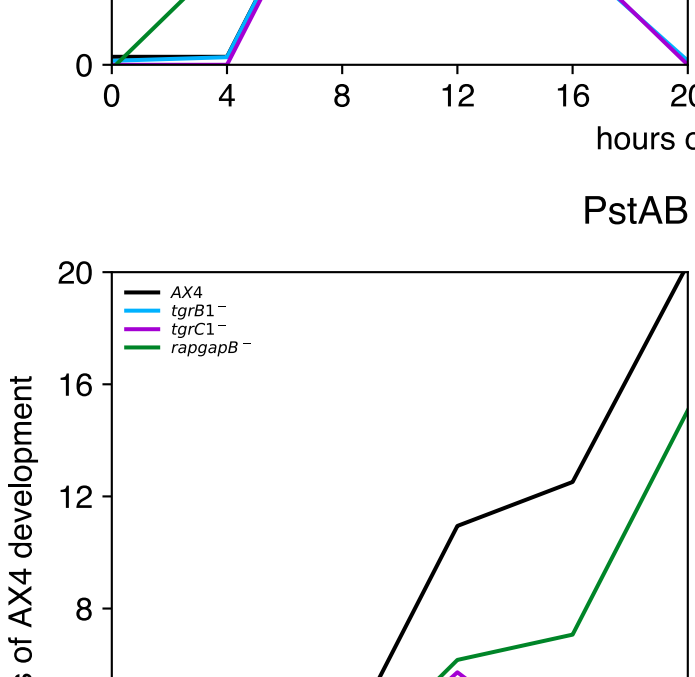 0
0 4 8 12 16
hours
PstAB
20
AX4
tgrB1⁻
tgrC1⁻
rapgapB⁻
16
12
8
of AX4 development